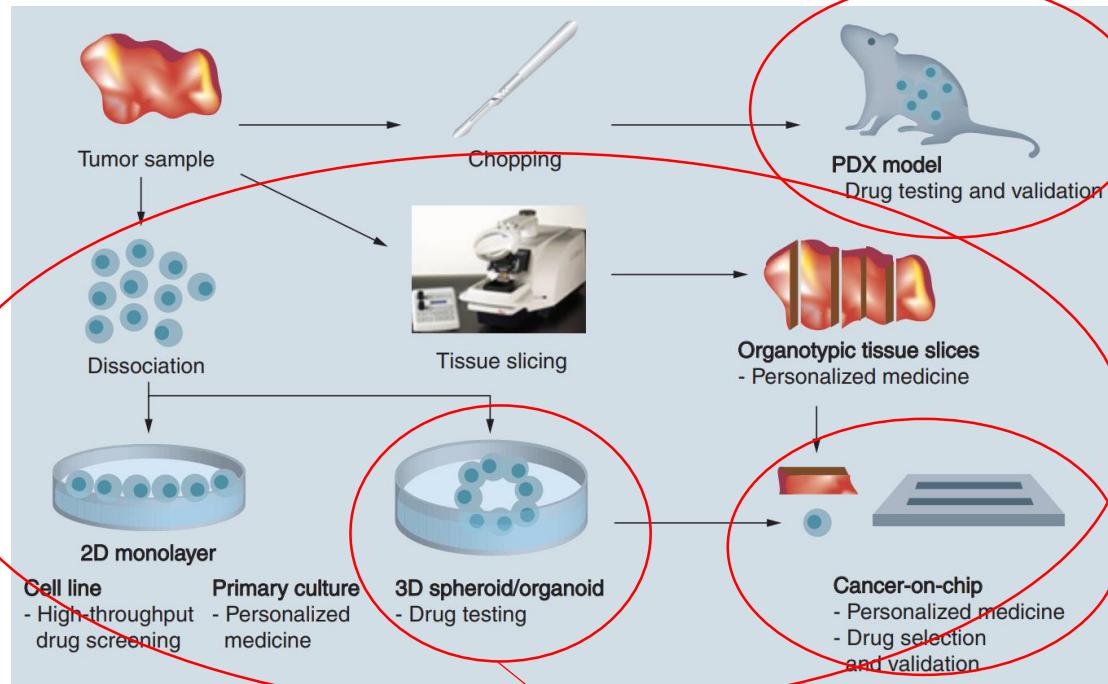 Tumor sample
Chopping
PDX model
- Drug testing and validation
Dissociation
Tissue slicing
Organotypic tissue slices
- Personalized medicine
2D monolayer
Cell line
- High-throughput
drug screening
Primary culture
- Personalized
medicine
3D spheroid/organoid
- Drug testing
Cancer-on-chip
- Personalized medicine
- Drug selection
and validation